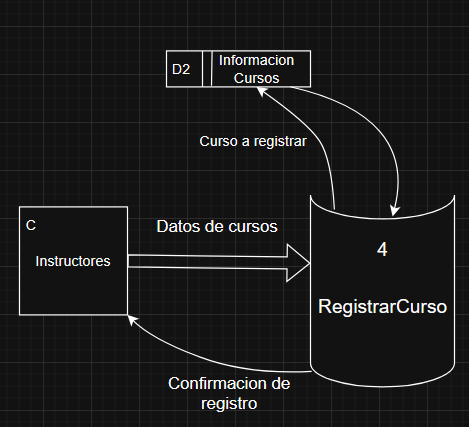 D2
Informacion
Cursos
Curso a registrar
C
Instructores
Datos de cursos
4
RegistrarCurso
Confirmacion de
registro